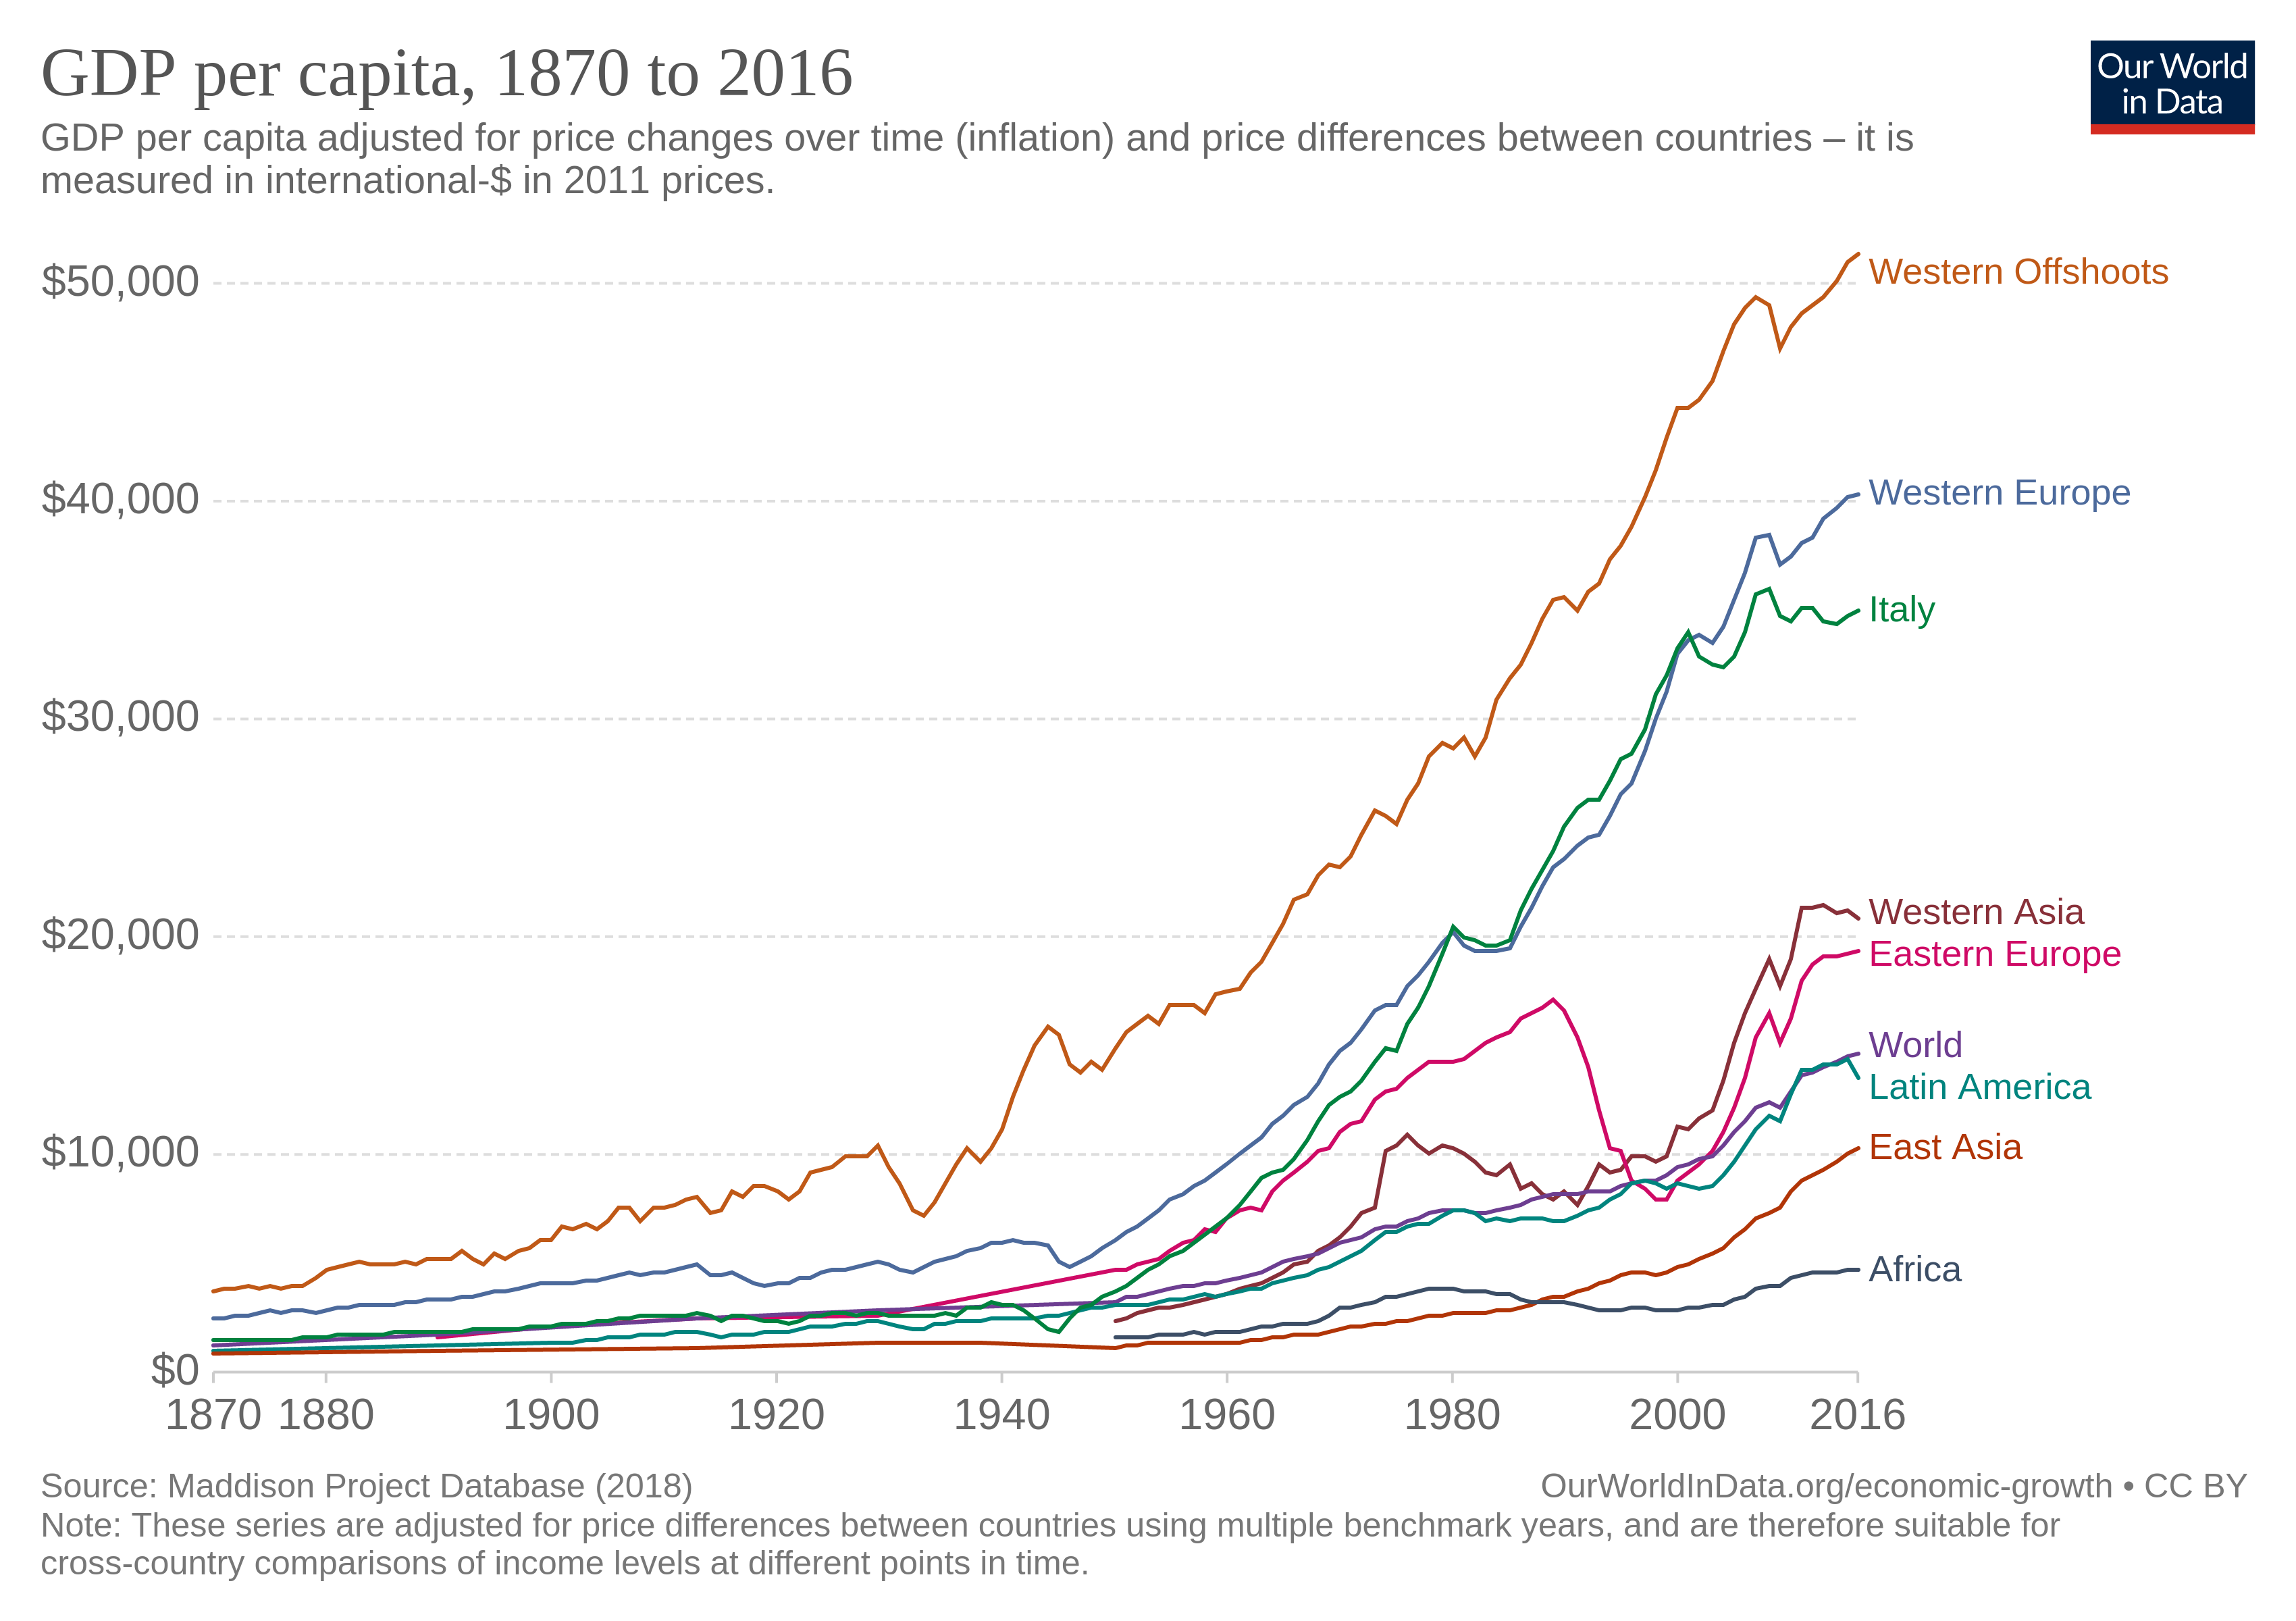 GDP per capita, 1870 to 2016
Our World
in Data
GDP per capita adjusted for price changes over time (inflation) and price differences between countries – it is
measured in international-$ in 2011 prices.
$50,000
$40,000
$30,000
$20,000
$10,000
$0
Western Offshoots
Western Europe
Italy
Western Asia
Eastern Europe
World
Latin America
East Asia
Africa
1870 1880 1900 1920 1940 1960 1980 2000 2016
Source: Maddison Project Database (2018)
OurWorldInData.org/economic-growth • CC BY
Note: These series are adjusted for price differences between countries using multiple benchmark years, and are therefore suitable for
cross-country comparisons of income levels at different points in time.